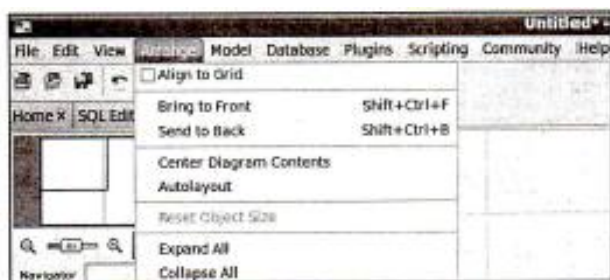 Untitled*
File Edit View Arrange Model Database Plugins Scripting Community Help
Align to Grid
Home × SQL Edit
Bring to Front Shift+Ctrl+F
Send to Back Shift+Ctrl+B
Center Diagram Contents
Autolayout
Reset Object Size
Expand All
Navigator Collapse All